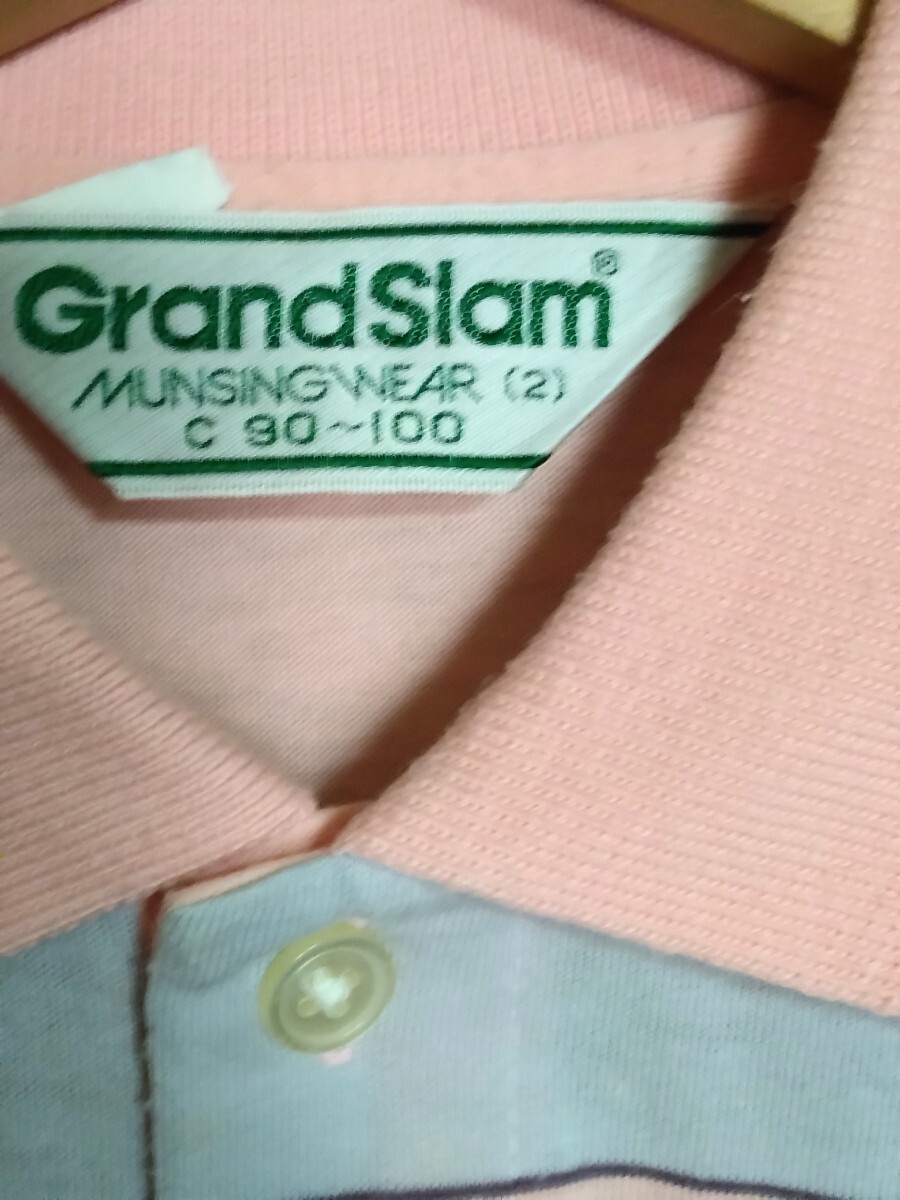 GrandSlam®
MUNSINGWEAR (2)
C 90~100